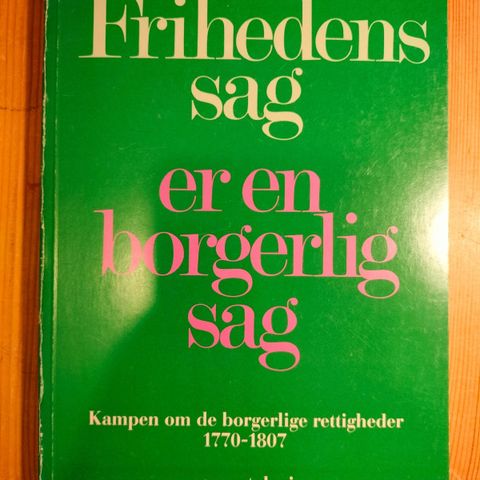 Frihedens
sag
er en
borgerlig
sag
Kampen om de borgerlige rettigheder
1770-1807